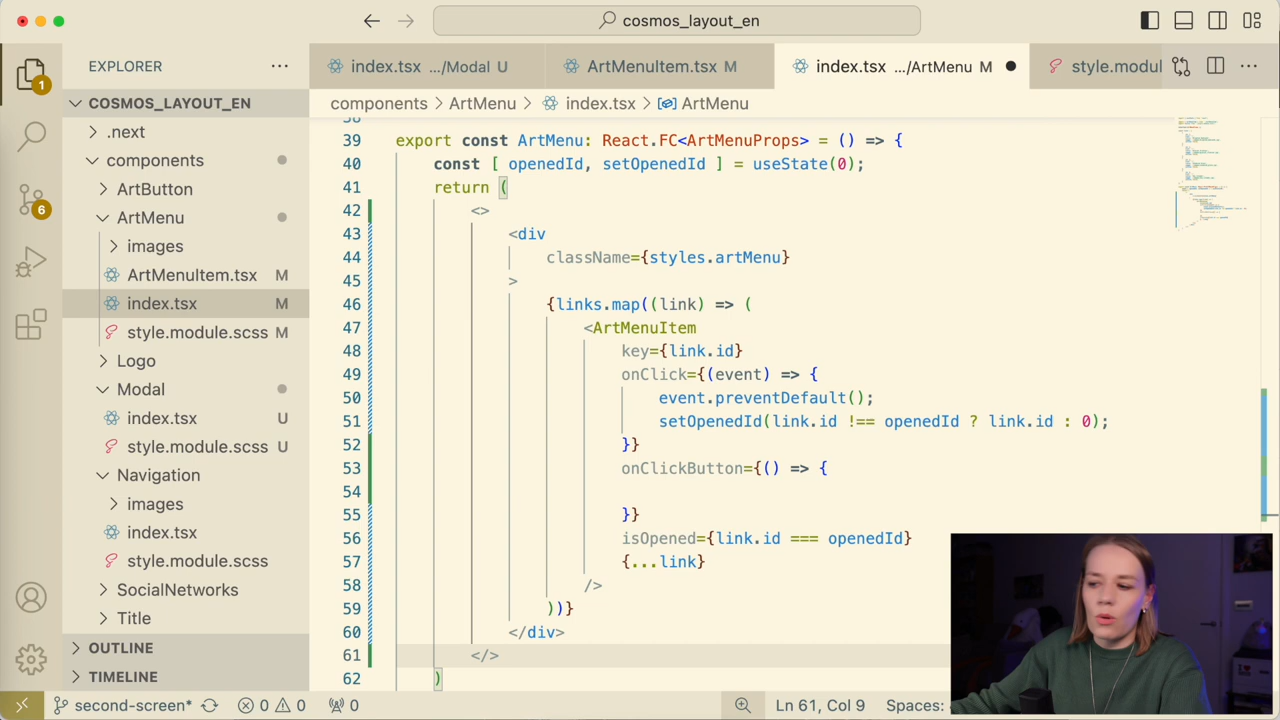 cosmos_layout_en
EXPLORER
index.tsx .../Modal U
ArtMenuItem.tsx M
index.tsx .../ArtMenu M
style.modul
COSMOS_LAYOUT_EN
components > ArtMenu > index.tsx > ArtMenu
.next
components
ArtButton
ArtMenu
images
ArtMenuItem.tsx M
index.tsx M
style.module.scss M
Logo
Modal
index.tsx U
style.module.scss U
Navigation
images
index.tsx
style.module.scss
SocialNetworks
Title
OUTLINE
TIMELINE
1
6
39 export const ArtMenu: React.FC<ArtMenuProps> = () => {
40 const [ openedId, setOpenedId ] = useState(0);
41 return (
42 <>
43 <div
44 className={styles.artMenu}
45 >
46 {links.map((link) => (
47 <ArtMenuItem
48 key={link.id}
49 onClick={(event) => {
50 event.preventDefault();
51 setOpenedId(link.id !== openedId ? link.id : 0);
52 }}
53 onClickButton={() => {
54
55 }}
56 isOpened={link.id === openedId}
57 {...link}
58 />
59 ))}
60 </div>
61 </>
62 )
second-screen* 0 0 0 Ln 61, Col 9 Spaces: